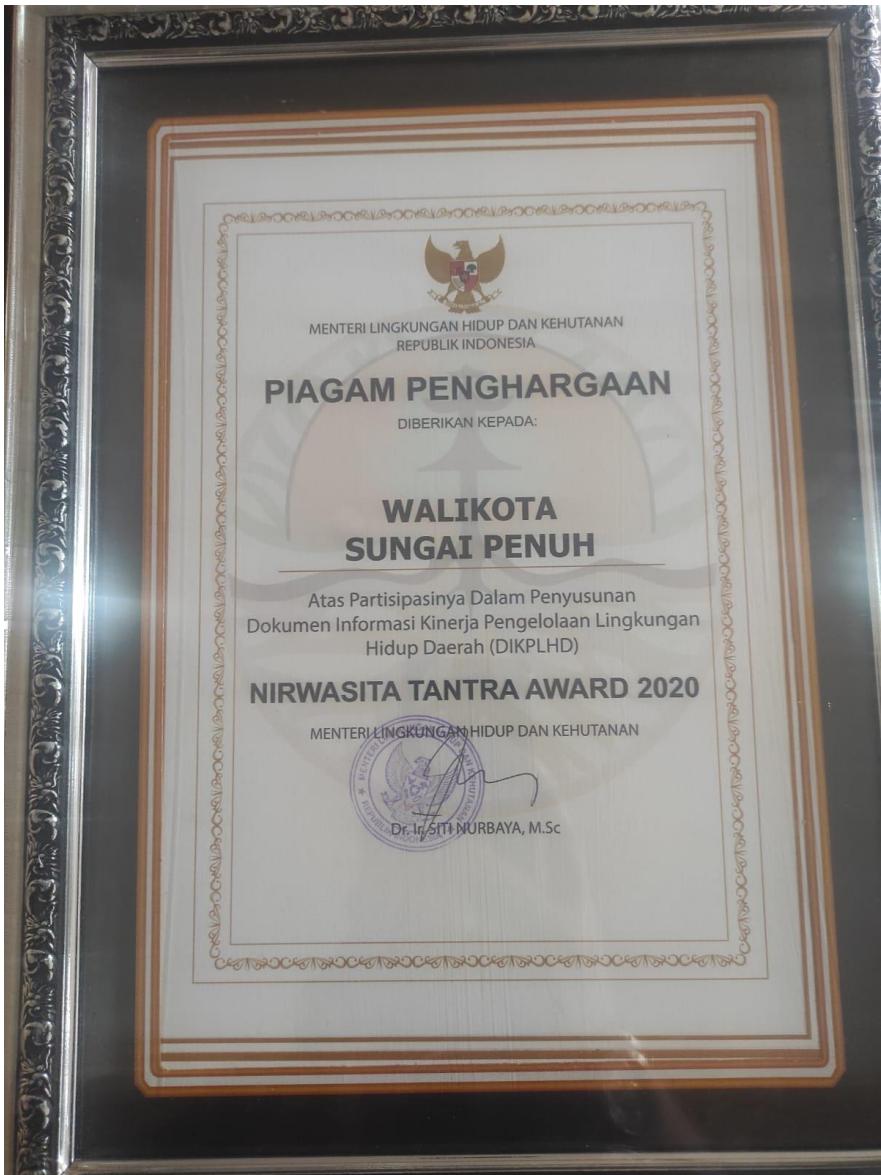 MENTERI LINGKUNGAN HIDUP DAN KEHUTANAN
REPUBLIK INDONESIA
PIAGAM PENGHARGAAN
DIBERIKAN KEPADA:
WALIKOTA
SUNGAI PENUH
Atas Partisipasinya Dalam Penyusunan
Dokumen Informasi Kinerja Pengelolaan Lingkungan
Hidup Daerah (DIKPLHD)
NIRWASITA TANTRA AWARD 2020
MENTERI LINGKUNGAN HIDUP DAN KEHUTANAN
Dr. Ir. SITI NURBAYA, M.Sc